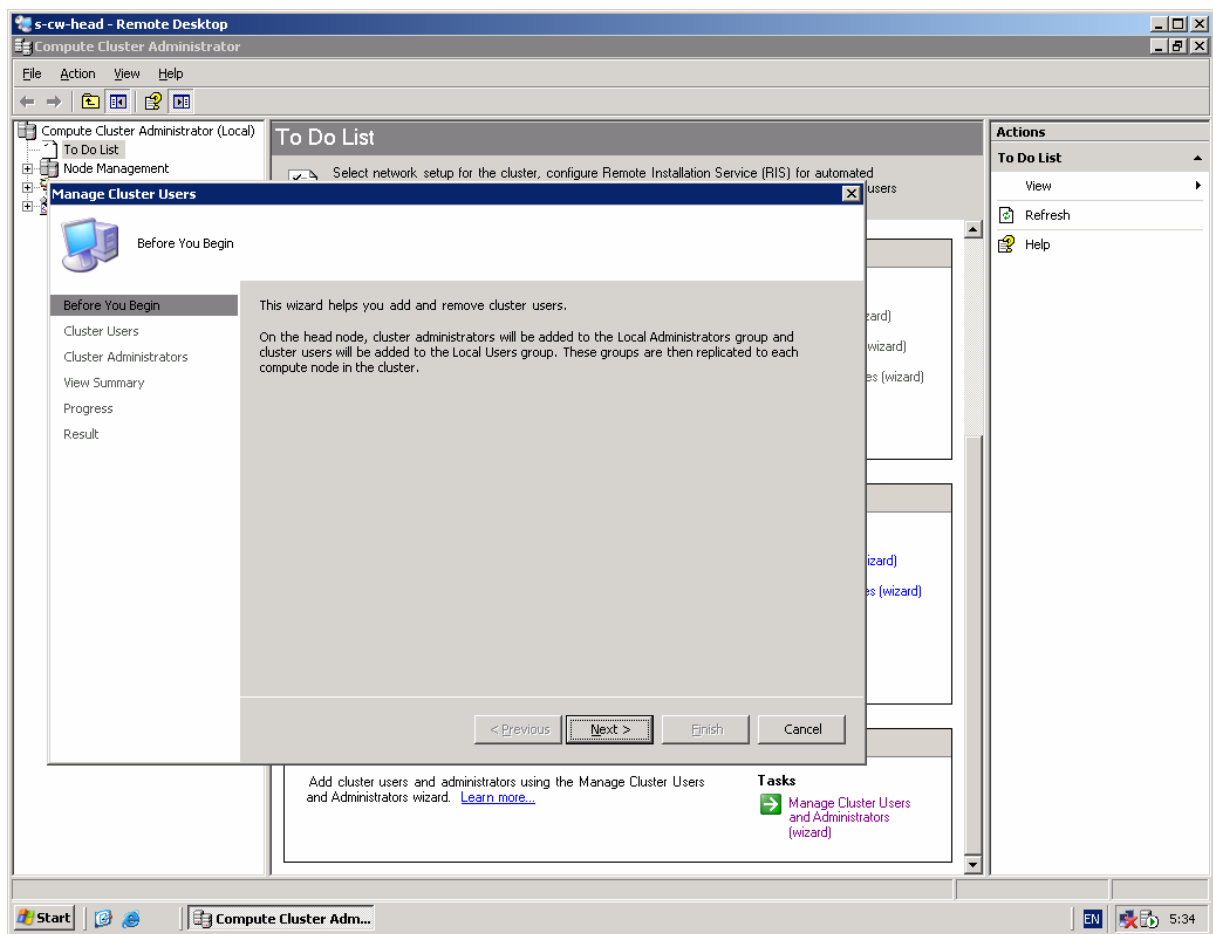 s-cw-head - Remote Desktop
Compute Cluster Administrator
File Action View Help
Compute Cluster Administrator (Local)
To Do List
Node Management
To Do List
Select network setup for the cluster, configure Remote Installation Service (RIS) for automated
users
Actions
To Do List
View
Refresh
Help
Manage Cluster Users
Before You Begin
Before You Begin
Cluster Users
Cluster Administrators
View Summary
Progress
Result
This wizard helps you add and remove cluster users.
On the head node, cluster administrators will be added to the Local Administrators group and
cluster users will be added to the Local Users group. These groups are then replicated to each
compute node in the cluster.
< Previous
Next >
Finish
Cancel
wizard)
(wizard)
(wizard)
Add cluster users and administrators using the Manage Cluster Users
and Administrators wizard. Learn more...
Tasks
Manage Cluster Users
and Administrators
(wizard)
Start
Compute Cluster Adm...
EN
5:34